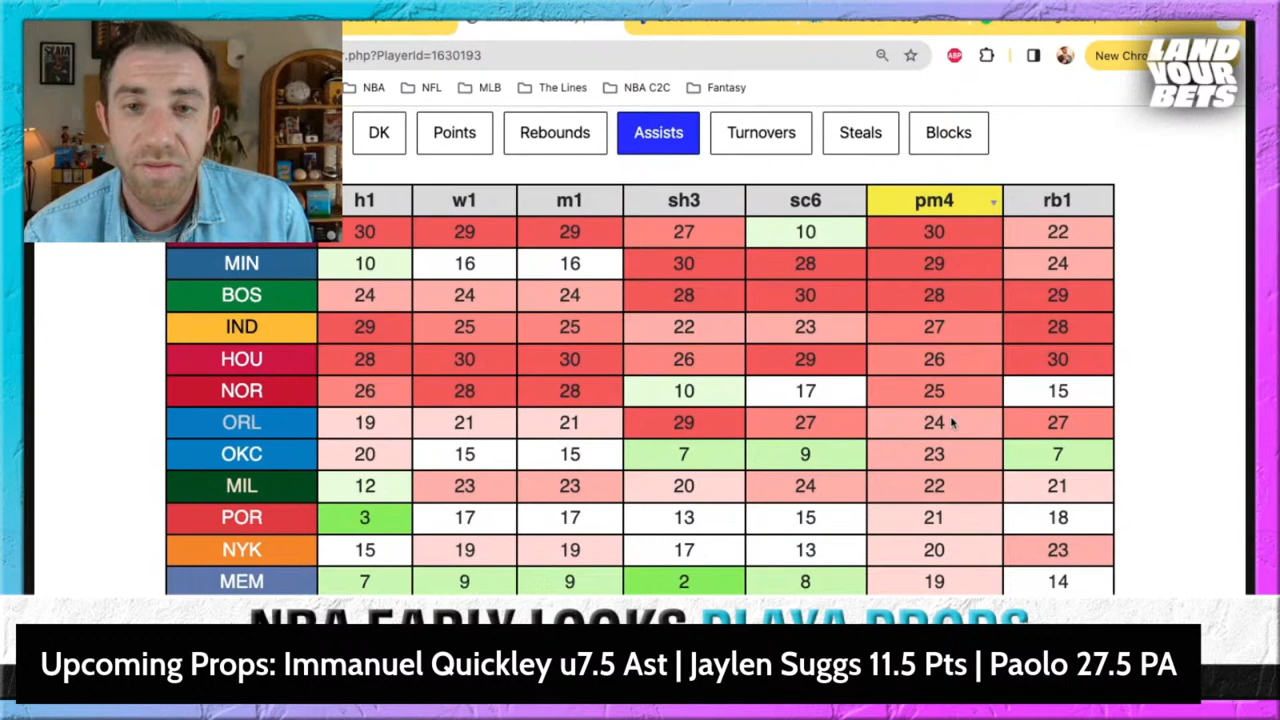 SLAM
r.php?PlayerId=1630193
ABP
New Chro
LAND
YOUR
BETS
NBA NFL MLB The Lines NBA C2C Fantasy
DK Points Rebounds Assists Turnovers Steals Blocks
h1 w1 m1 sh3 sc6 pm4 rb1
30 29 29 27 10 30 22
MIN 10 16 16 30 28 29 24
BOS 24 24 24 28 30 28 29
IND 29 25 25 22 23 27 28
HOU 28 30 30 26 29 26 30
NOR 26 28 28 10 17 25 15
ORL 19 21 21 29 27 24 27
OKC 20 15 15 7 9 23 7
MIL 12 23 23 20 24 22 21
POR 3 17 17 13 15 21 18
NYK 15 19 19 17 13 20 23
MEM 7 9 9 2 8 19 14
NBA EARLY LOOKS PLAYA PROPS
Upcoming Props: Immanuel Quickley u7.5 Ast | Jaylen Suggs 11.5 Pts | Paolo 27.5 PA